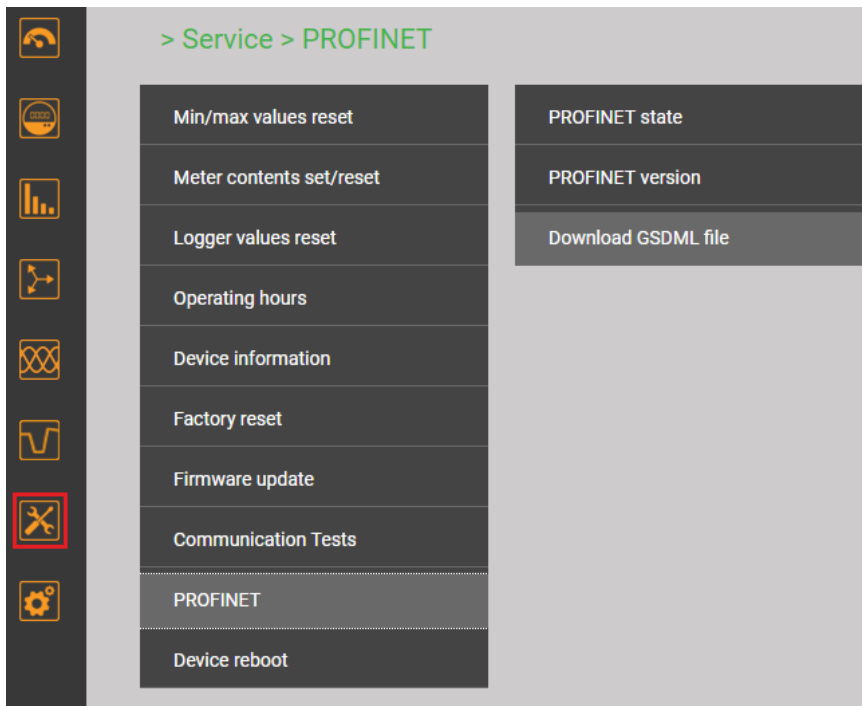 > Service > PROFINET
Min/max values reset
Meter contents set/reset
Logger values reset
Operating hours
Device information
Factory reset
Firmware update
Communication Tests
PROFINET
Device reboot
PROFINET state
PROFINET version
Download GSDML file